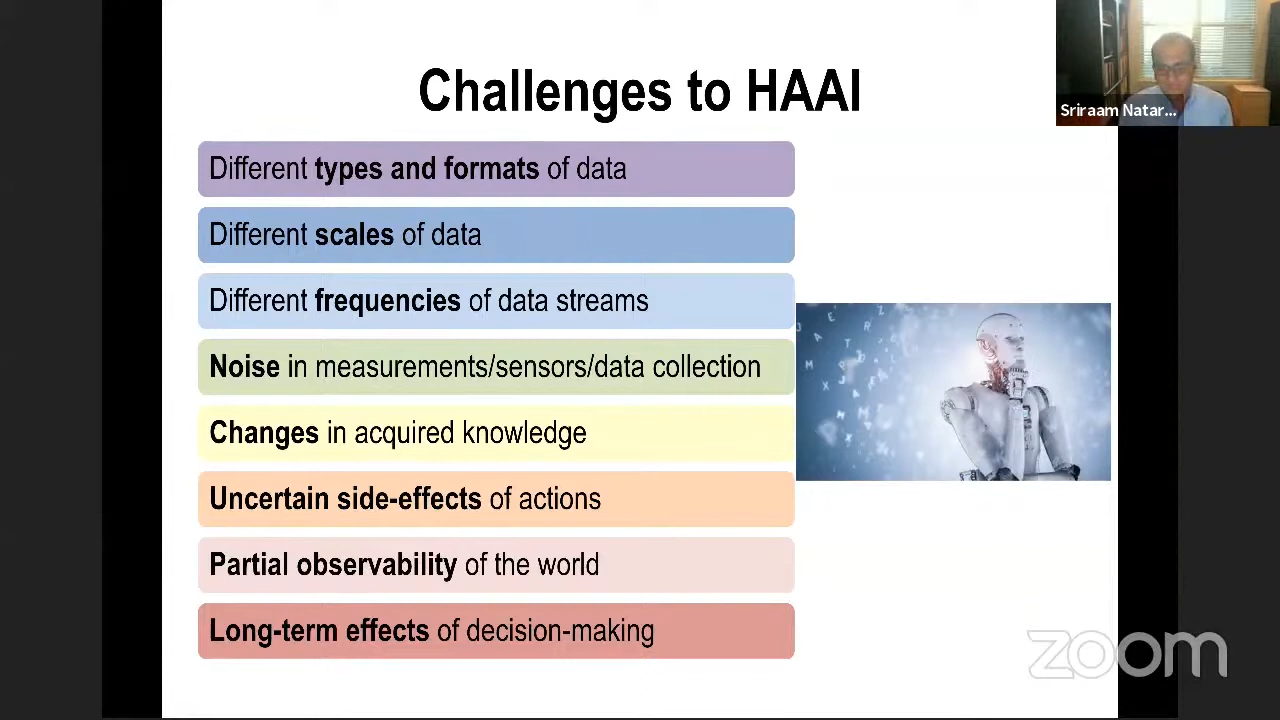 Challenges to HAAI
Sriraam Natar...
Different types and formats of data
Different scales of data
Different frequencies of data streams
Noise in measurements/sensors/data collection
Changes in acquired knowledge
Uncertain side-effects of actions
Partial observability of the world
Long-term effects of decision-making
zoom